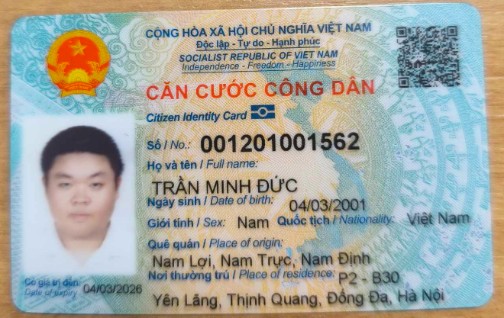 CỘNG HÒA XÃ HỘI CHỦ NGHĨA VIỆT NAM
Độc lập - Tự do - Hạnh phúc
SOCIALIST REPUBLIC OF VIET NAM
Independence - Freedom - Happiness
CĂN CƯỚC CÔNG DÂN
Citizen Identity Card
Số / No.: 001201001562
Họ và tên / Full name:
TRẦN MINH ĐỨC
Ngày sinh / Date of birth: 04/03/2001
Giới tính / Sex: Nam Quốc tịch / Nationality: Việt Nam
Quê quán / Place of origin:
Nam Lợi, Nam Trực, Nam Định
Nơi thường trú / Place of residence: P2 - B30
Yên Lãng, Thịnh Quang, Đống Đa, Hà Nội
Có giá trị đến: 04/03/2026
Date of expiry